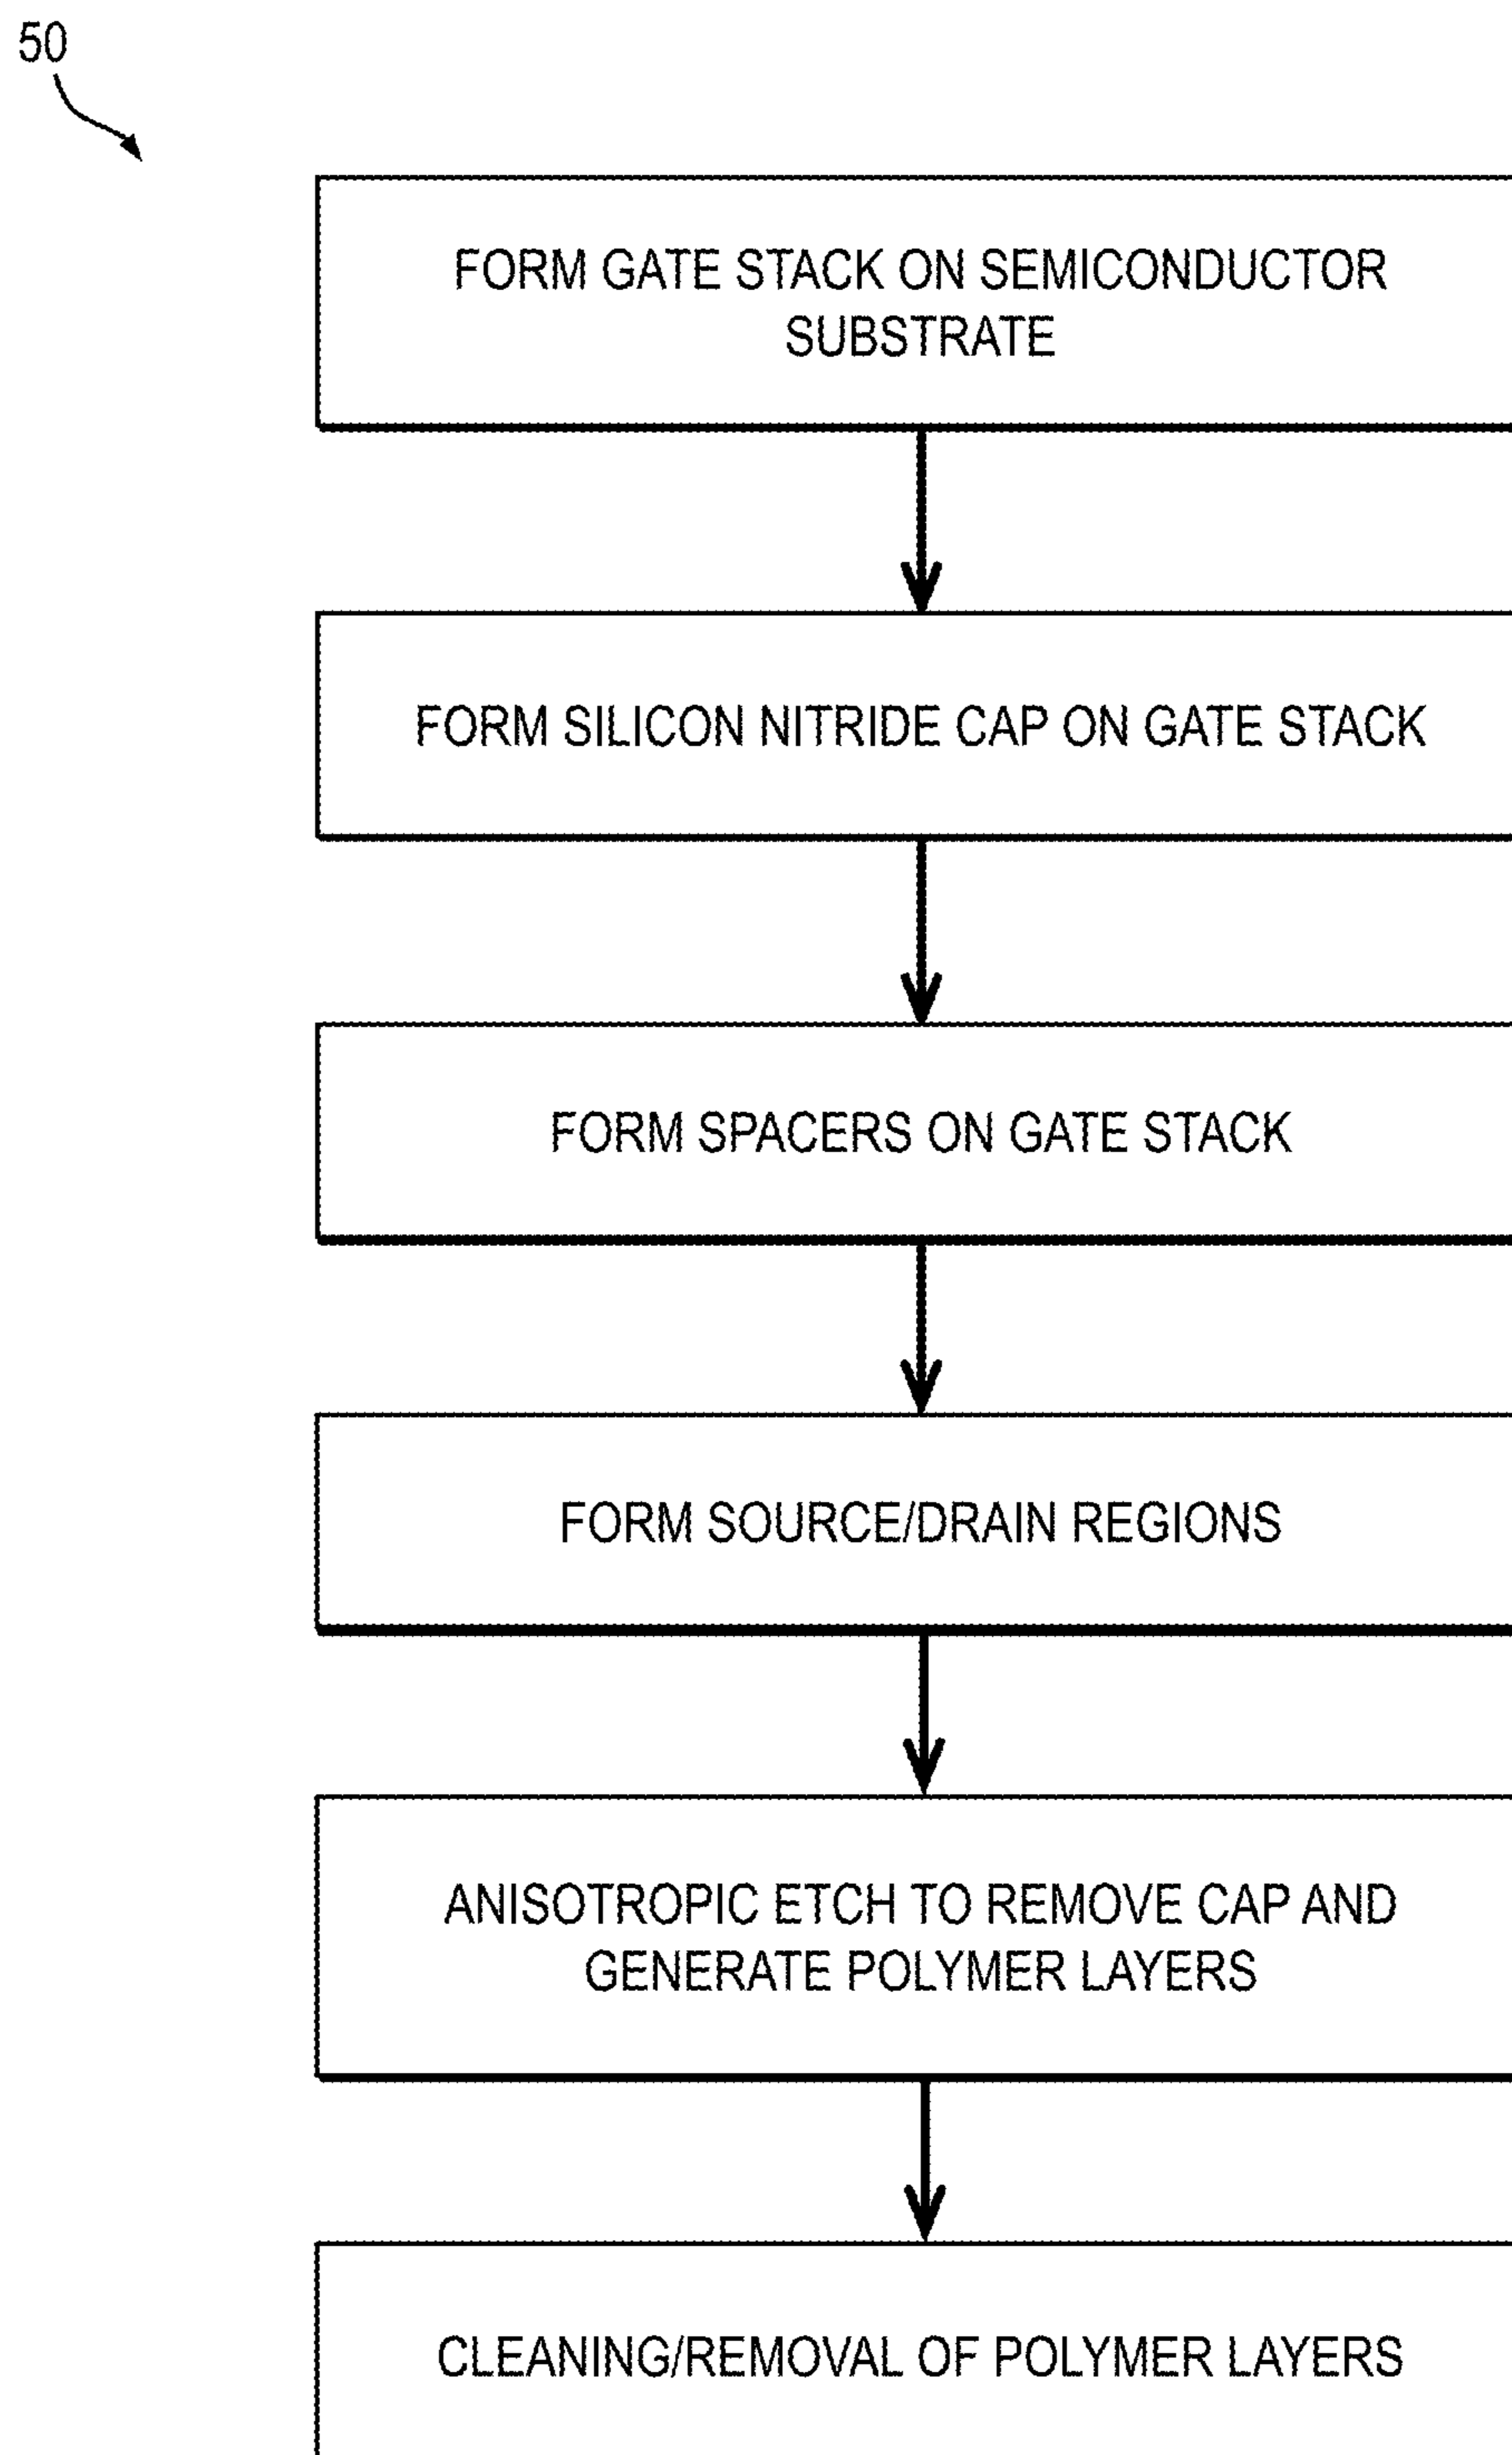 50
FORM GATE STACK ON SEMICONDUCTOR
SUBSTRATE
FORM SILICON NITRIDE CAP ON GATE STACK
FORM SPACERS ON GATE STACK
FORM SOURCE/DRAIN REGIONS
ANISOTROPIC ETCH TO REMOVE CAP AND
GENERATE POLYMER LAYERS
CLEANING/REMOVAL OF POLYMER LAYERS